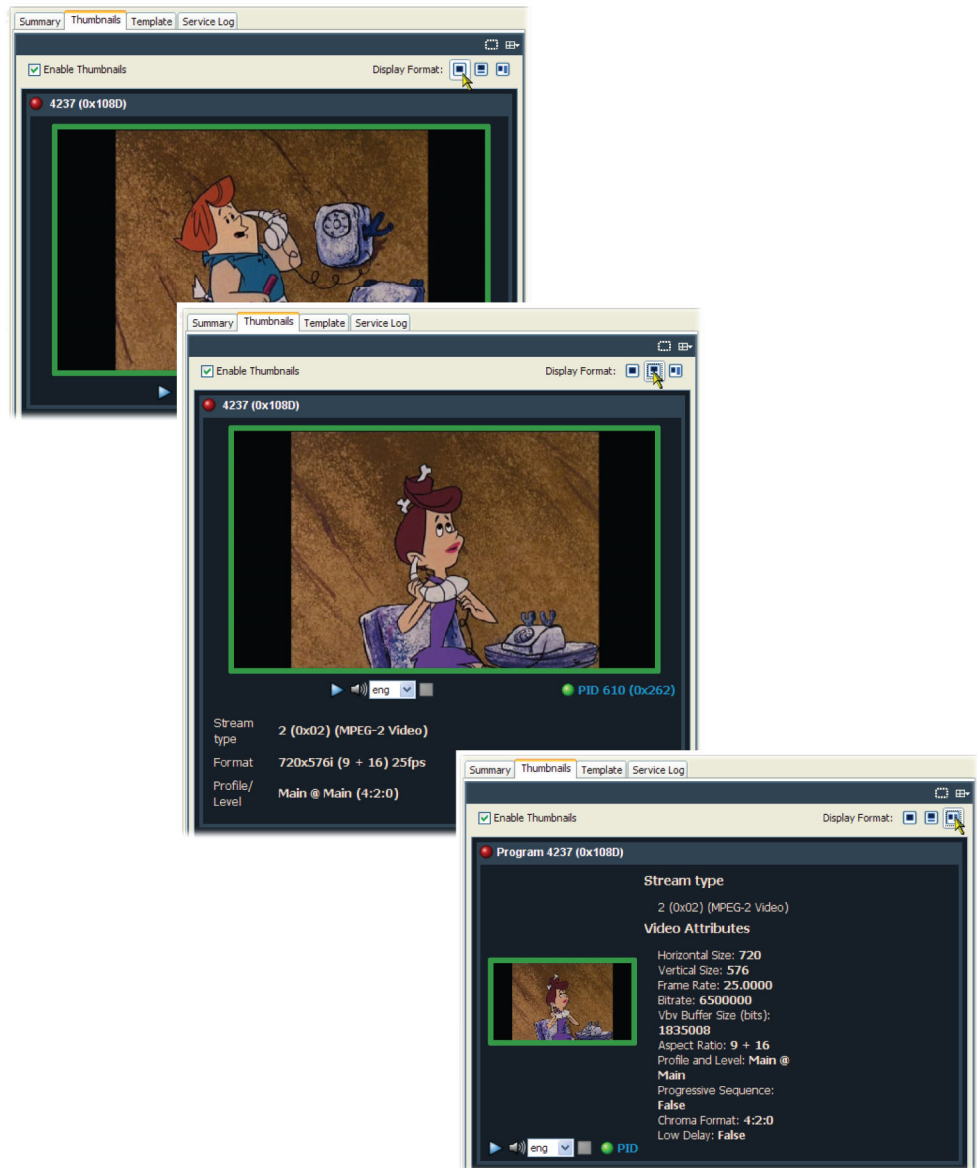 Summary Thumbnails Template Service Log
Enable Thumbnails Display Format:
4237 (0x108D)
Summary Thumbnails Template Service Log
Enable Thumbnails Display Format:
4237 (0x108D)
eng PID 610 (0x262)
Stream type 2 (0x02) (MPEG-2 Video)
Format 720x576i (9 + 16) 25fps
Profile/ Level Main @ Main (4:2:0)
Summary Thumbnails Template Service Log
Enable Thumbnails Display Format:
Program 4237 (0x108D)
Stream type
2 (0x02) (MPEG-2 Video)
Video Attributes
Horizontal Size: 720
Vertical Size: 576
Frame Rate: 25.0000
Bitrate: 6500000
Vbv Buffer Size (bits):
1835008
Aspect Ratio: 9 + 16
Profile and Level: Main @
Main
Progressive Sequence:
False
Chroma Format: 4:2:0
Low Delay: False
eng PID